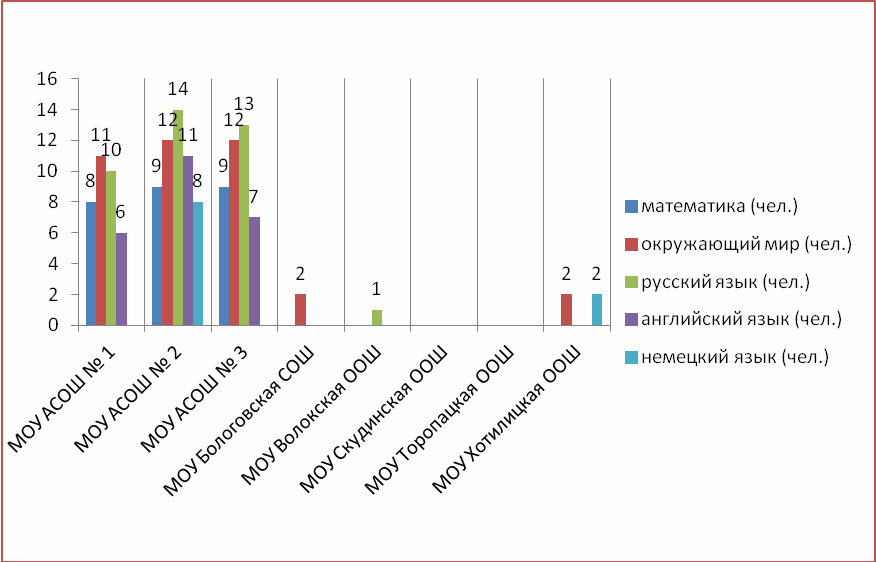 16
14
12
10
8
6
4
2
0
8
11
10
6
9
12
14
11
8
9
12
13
7
2
1
2
2
МОУ АСОШ № 1
МОУ АСОШ № 2
МОУ АСОШ № 3
МОУ Бологовская СОШ
МОУ Волокская ООШ
МОУ Скудинская ООШ
МОУ Торопацкая ООШ
МОУ Хотилицкая ООШ
математика (чел.)
окружающий мир (чел.)
русский язык (чел.)
английский язык (чел.)
немецкий язык (чел.)